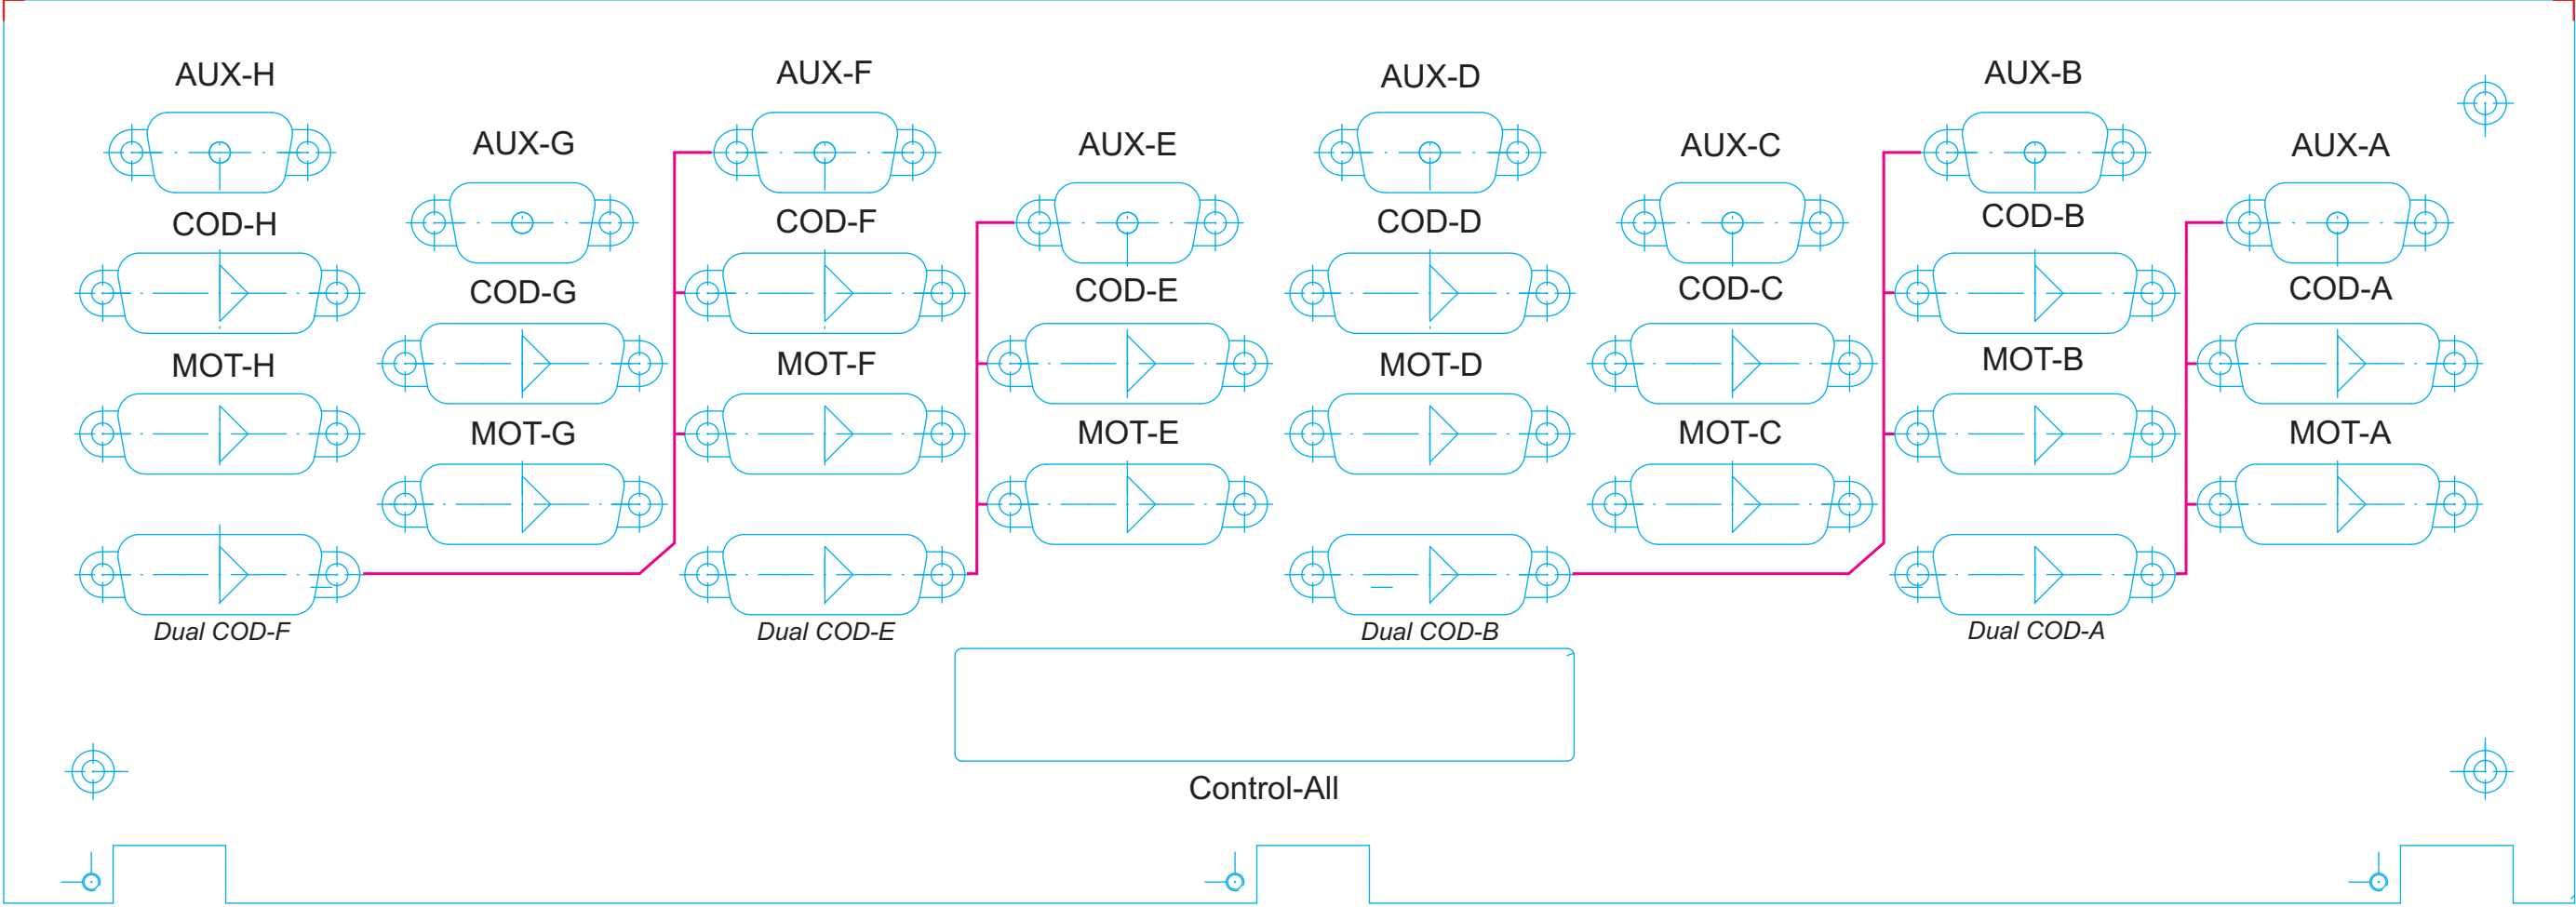 AUX-H
AUX-F
AUX-D
AUX-B
AUX-G
AUX-E
AUX-C
AUX-A
COD-H
COD-F
COD-D
COD-B
COD-G
COD-E
COD-C
COD-A
MOT-H
MOT-F
MOT-D
MOT-B
MOT-G
MOT-E
MOT-C
MOT-A
Dual COD-F
Dual COD-E
Dual COD-B
Dual COD-A
Control-All